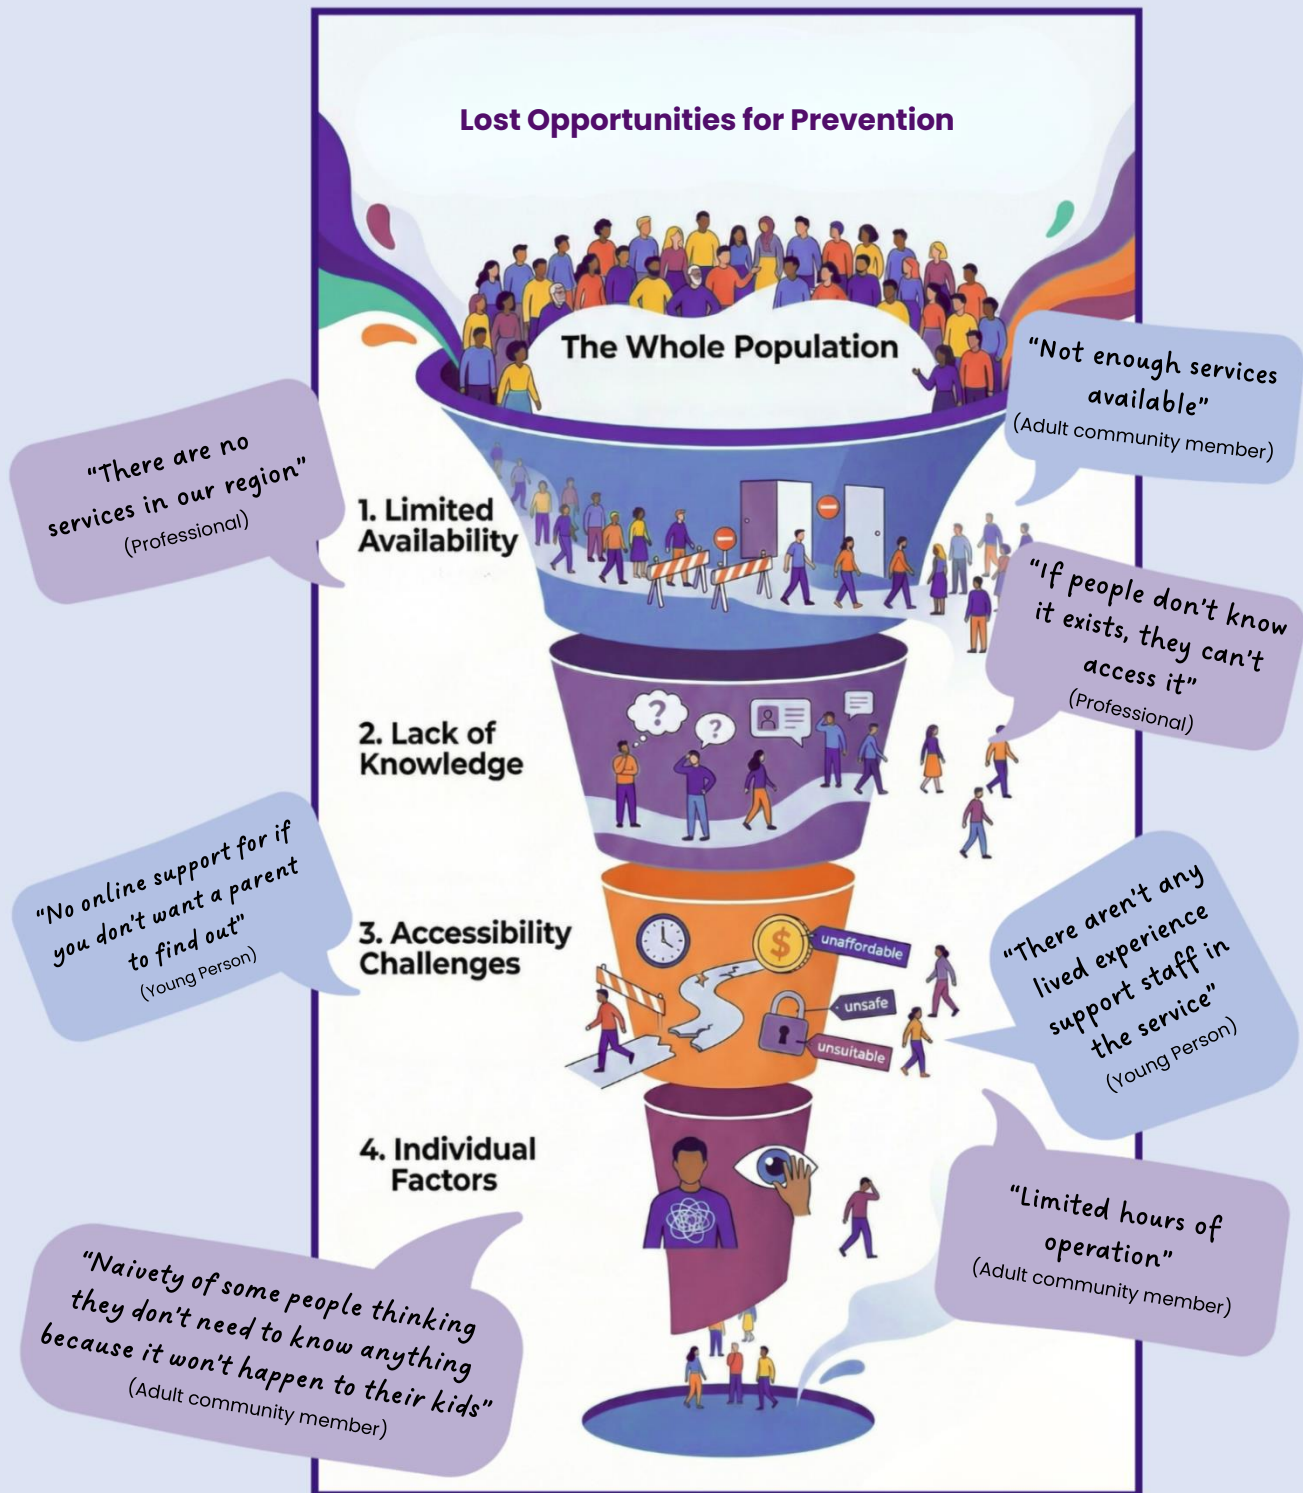 Lost Opportunities for Prevention
The Whole Population
“Not enough services
available”
(Adult community member)
“There are no
services in our region”
(Professional)
1. Limited
Availability
“If people don’t know
it exists, they can’t
access it”
(Professional)
2. Lack of
Knowledge
?
?
“No online support for if
you don’t want a parent
to find out”
(Young Person)
3. Accessibility
Challenges
$
unaffordable
unsafe
unsuitable
“There aren’t any
lived experience
support staff in
the service”
(Young Person)
4. Individual
Factors
“Limited hours of
operation”
(Adult community member)
“Naivety of some people thinking
they don’t need to know anything
because it won’t happen to their kids”
(Adult community member)